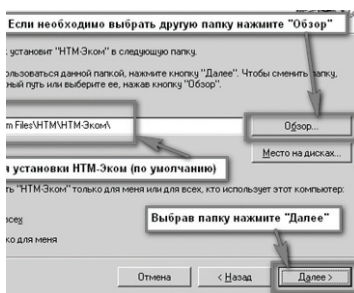 Если необходимо выбрать другую папку нажмите "Обзор"
установит "НТМ-Эком" в следующую папку.
ользоваться данной папкой, нажмите кнопку "Далее". Чтобы сменить папку,
ный путь или выберите ее, нажав кнопку "Обзор".
m Files\НТМ\НТМ-Эком\
Обзор...
Место на дисках...
я установки НТМ-Эком (по умолчанию)
ть "НТМ-Эком" только для меня или для всех, кто использует этот компьютер:
всех
Выбрав папку нажмите "Далее"
ко для меня
Отмена
< Назад
Далее >